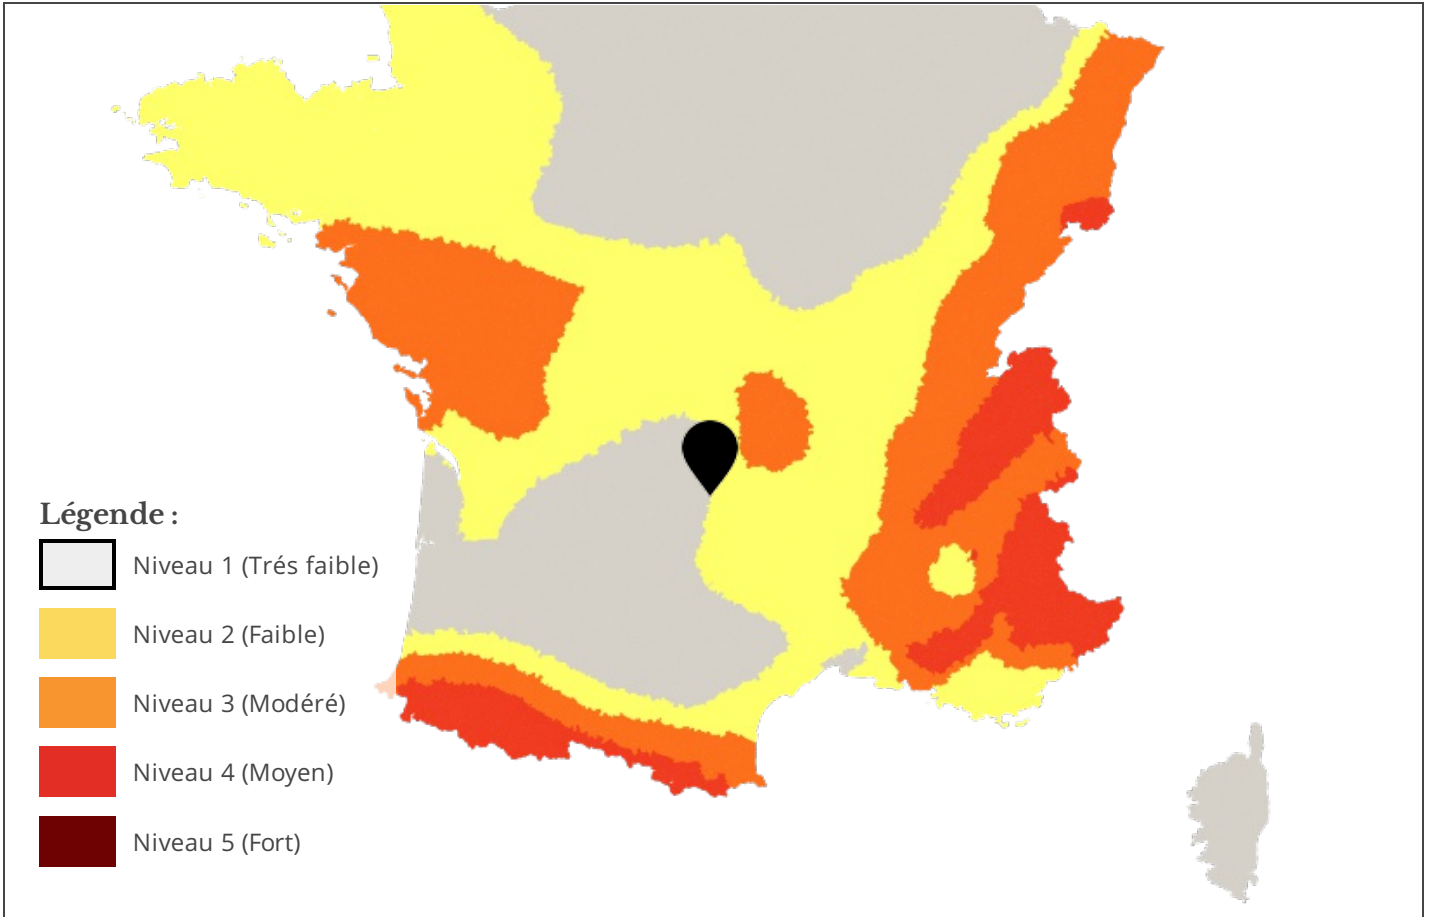 Légende :
Niveau 1 (Trés faible)
Niveau 2 (Faible)
Niveau 3 (Modéré)
Niveau 4 (Moyen)
Niveau 5 (Fort)